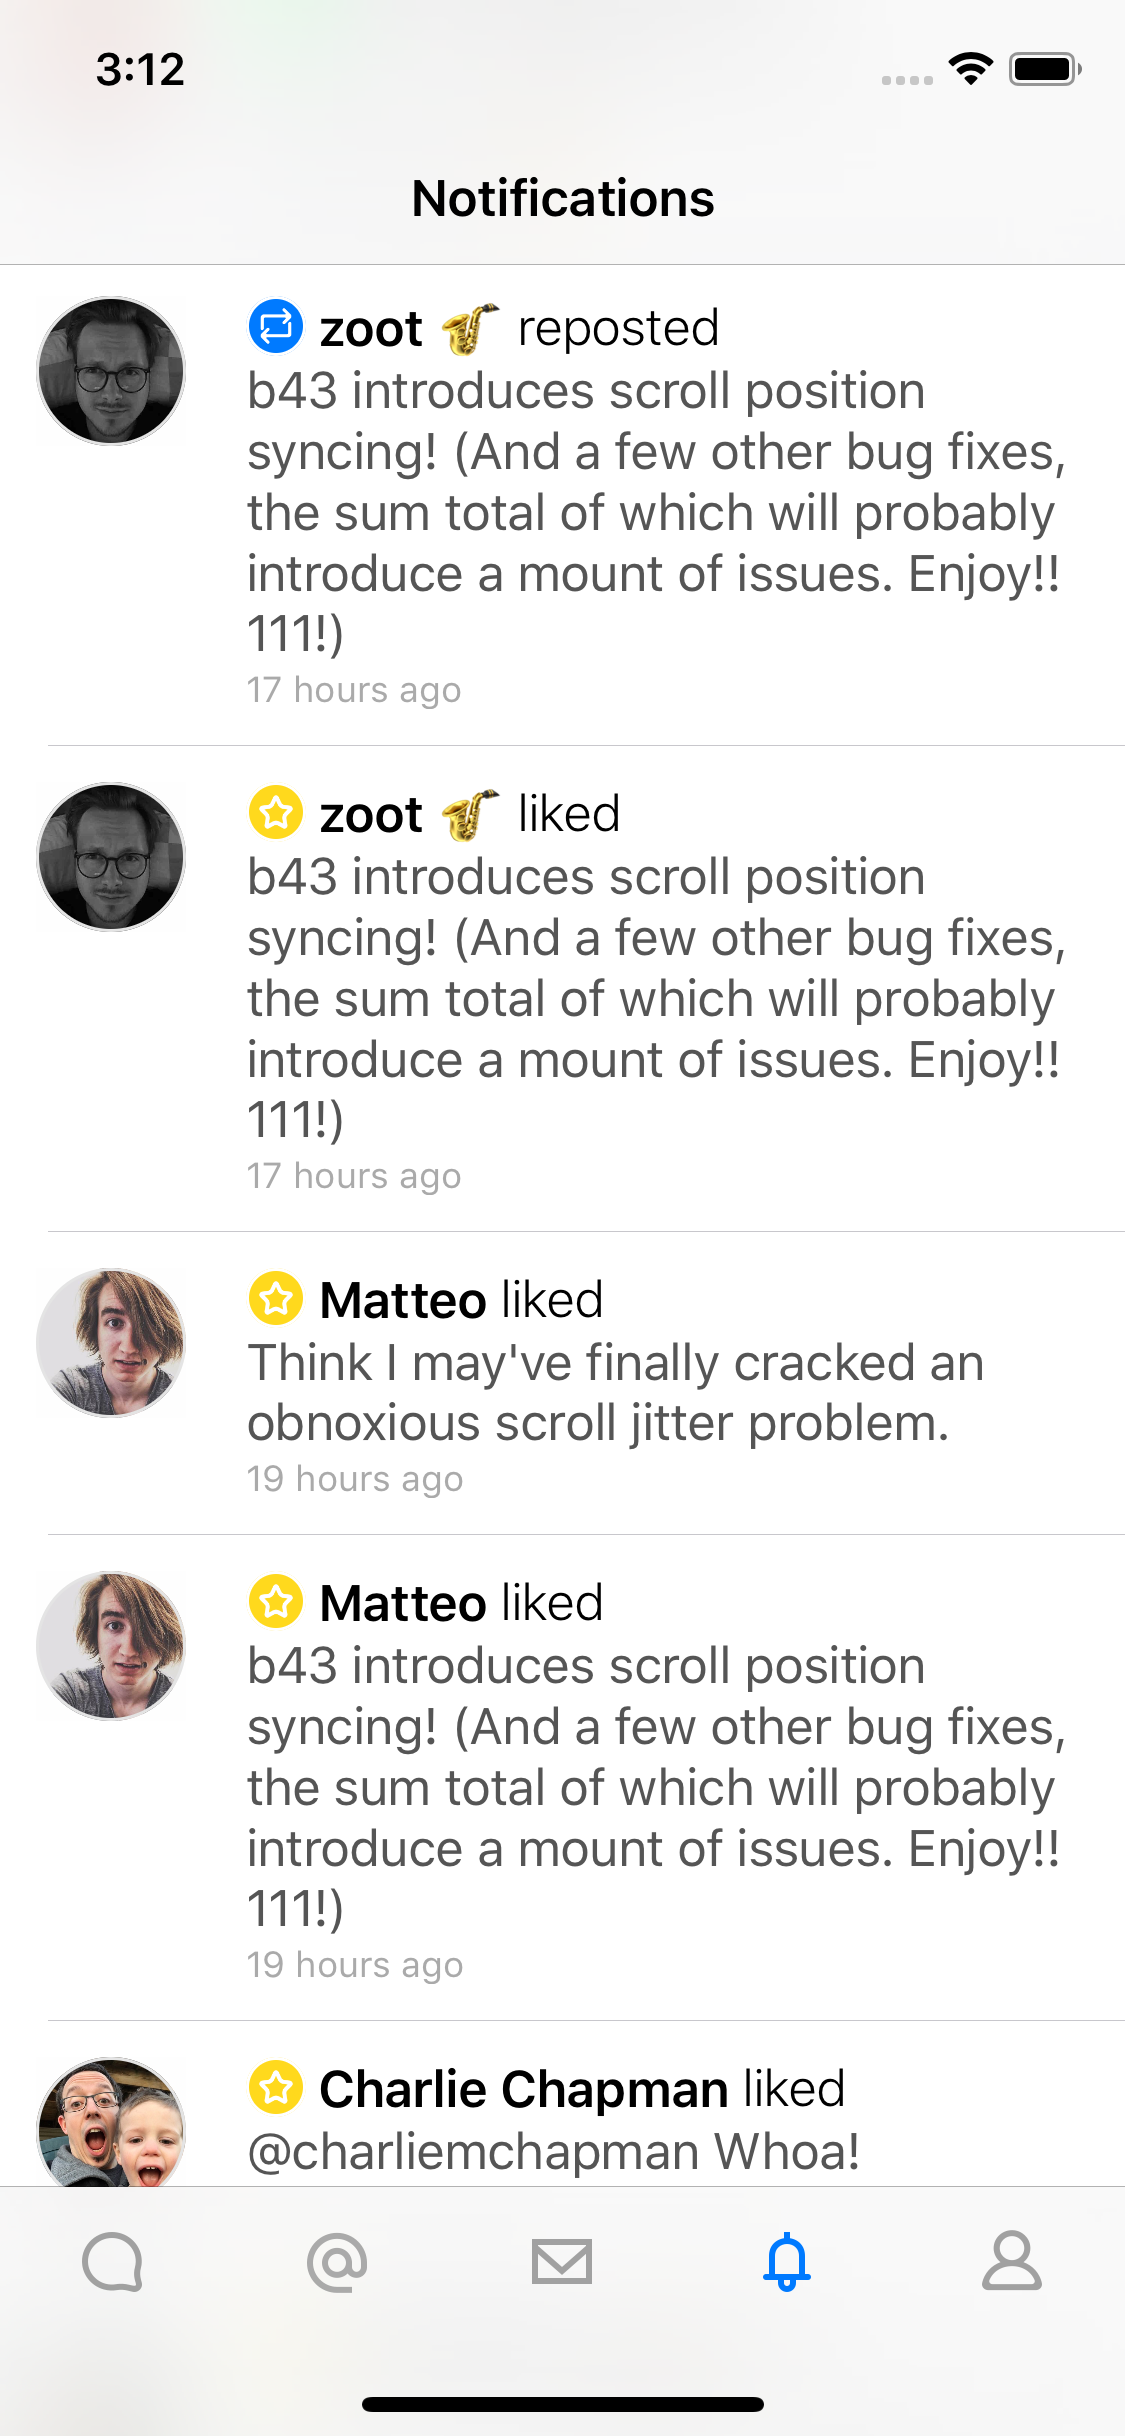 3:12
Notifications
zoot 🎷 reposted
b43 introduces scroll position
syncing! (And a few other bug fixes,
the sum total of which will probably
introduce a mount of issues. Enjoy!!
111!)
17 hours ago
zoot 🎷 liked
b43 introduces scroll position
syncing! (And a few other bug fixes,
the sum total of which will probably
introduce a mount of issues. Enjoy!!
111!)
17 hours ago
Matteo liked
Think I may've finally cracked an
obnoxious scroll jitter problem.
19 hours ago
Matteo liked
b43 introduces scroll position
syncing! (And a few other bug fixes,
the sum total of which will probably
introduce a mount of issues. Enjoy!!
111!)
19 hours ago
Charlie Chapman liked
@charliemchapman Whoa!